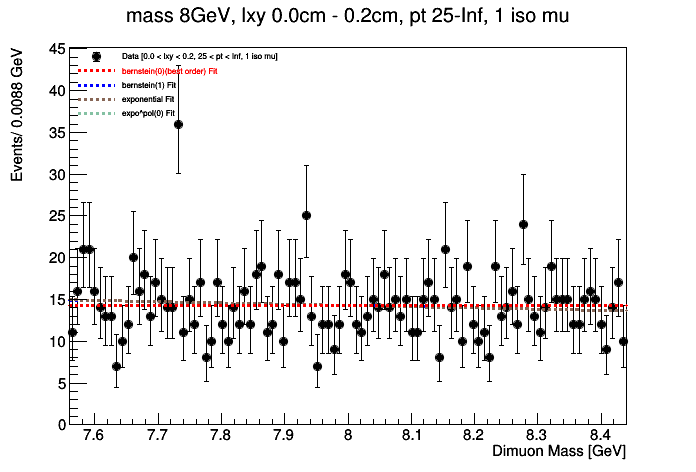 mass 8GeV, lxy 0.0cm - 0.2cm, pt 25-Inf, 1 iso mu
Events/ 0.0088 GeV
45
40
35
30
25
20
15
10
5
0
Data [0.0 < lxy < 0.2, 25 < pt < Inf, 1 iso mu]
bernstein(0)(best order) Fit
bernstein(1) Fit
exponential Fit
expo*pol(0) Fit
7.6 7.7 7.8 7.9 8 8.1 8.2 8.3 8.4
Dimuon Mass [GeV]